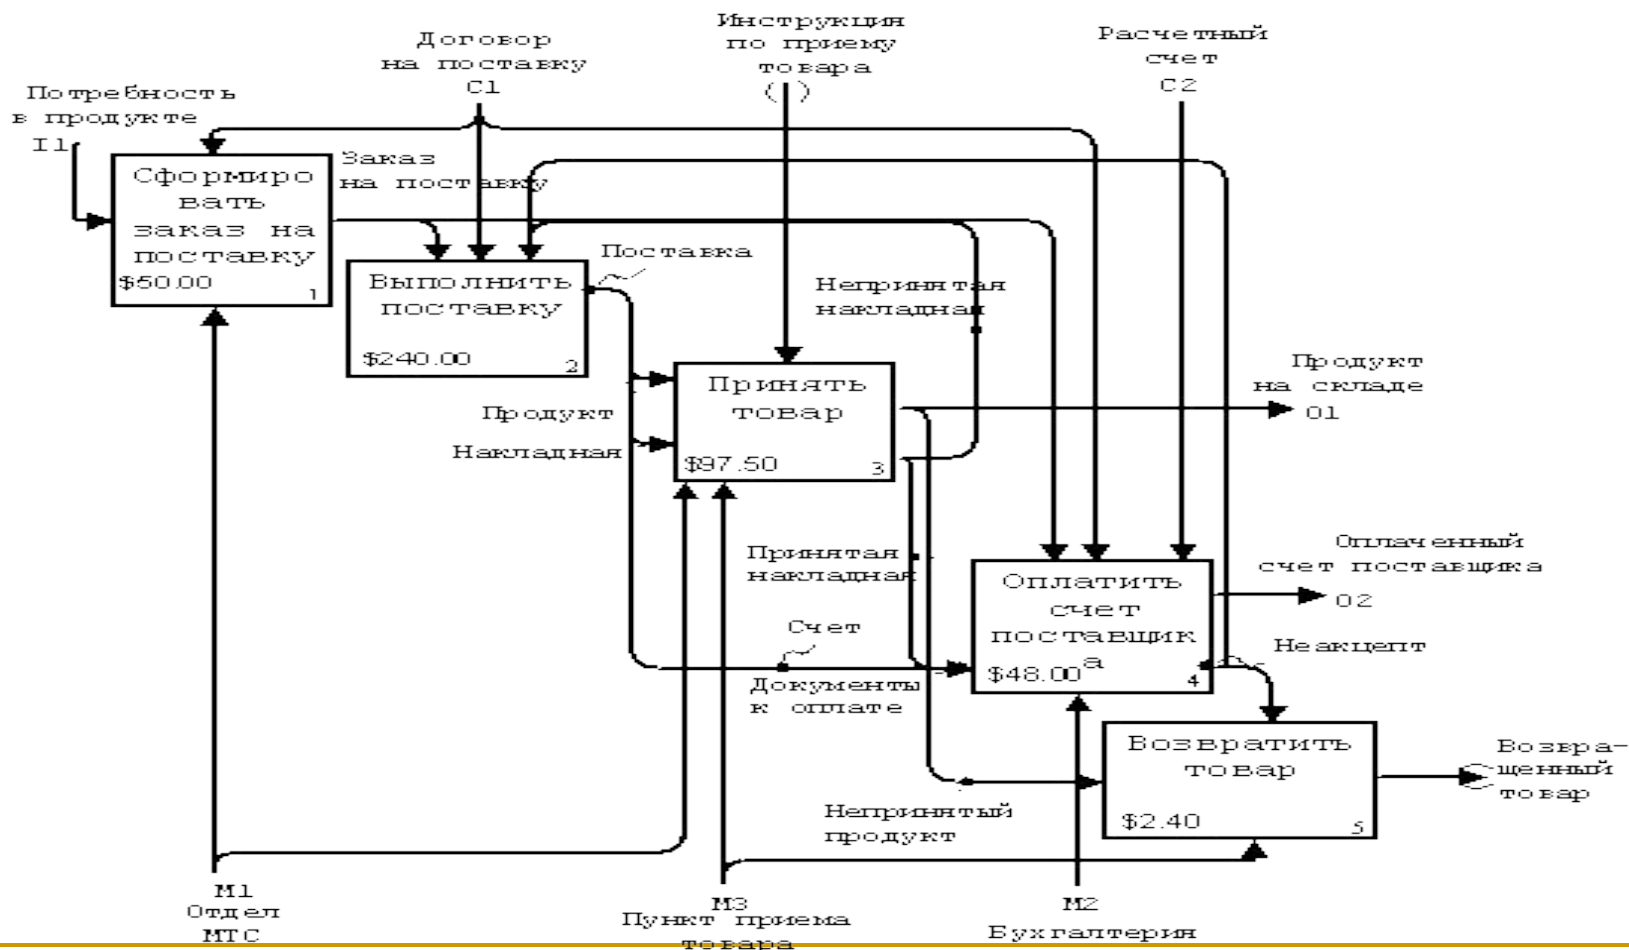 Договор
на поставку
C1
Инструкция
по приему
товара
Расчетный
счет
C2
Потребность
в продукте
I1
Сформиро
вать
заказ на
поставку
$50.00
1
Заказ
на поставку
Выполнить
поставку
$240.00
2
Поставка
Непринятая
накладная
Принять
товар
$97.50
3
Продукт
Накладная
Продукт
на складе
O1
Принятая
накладная
Оплатить
счет
поставщик
а
$48.00
4
Оплаченный
счет поставщика
O2
Счет
Документы
к оплате
Неакцепт
Возвратить
товар
$2.40
5
Возвра-
щенный
товар
Непринятый
продукт
M1
Отдел
МТС
M3
Пункт приема
товара
M2
Бухгалтерия